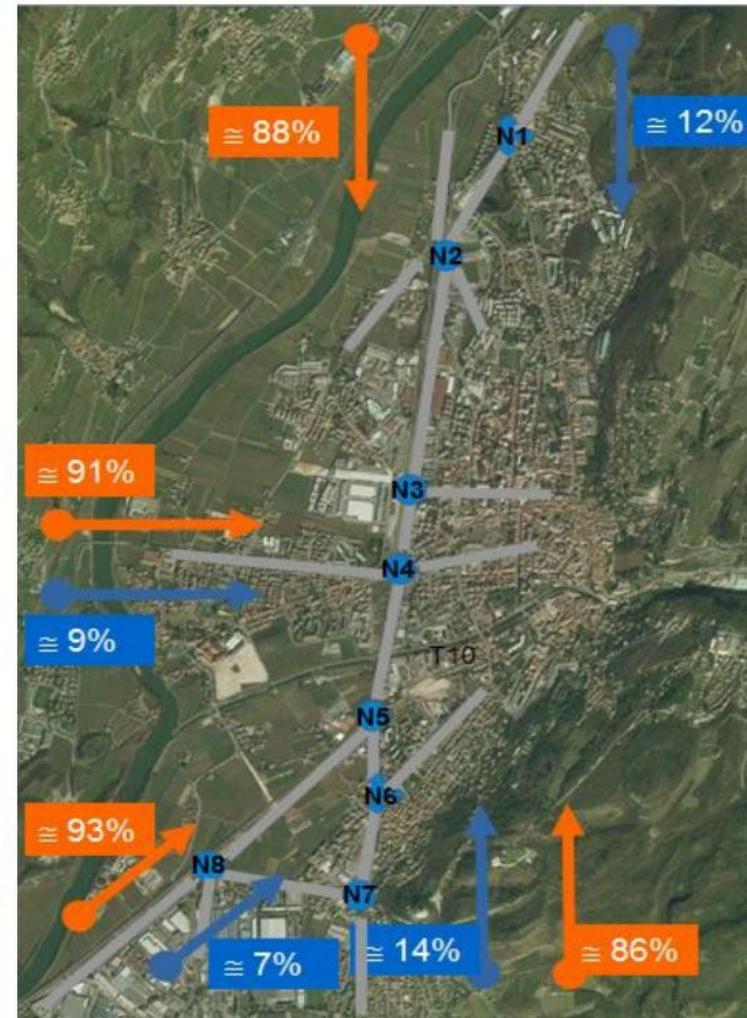 ≅ 88%
≅ 12%
N1
N2
≅ 91%
N3
N4
≅ 9%
T10
N5
N6
≅ 93%
N8
N7
≅ 7%
≅ 14%
≅ 86%